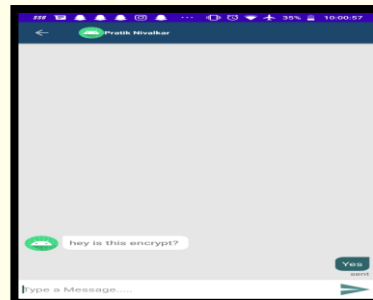 35% 10:00:57
Pratik Nivalkar
hey is this encrypt?
Yes
sent
Type a Message.....